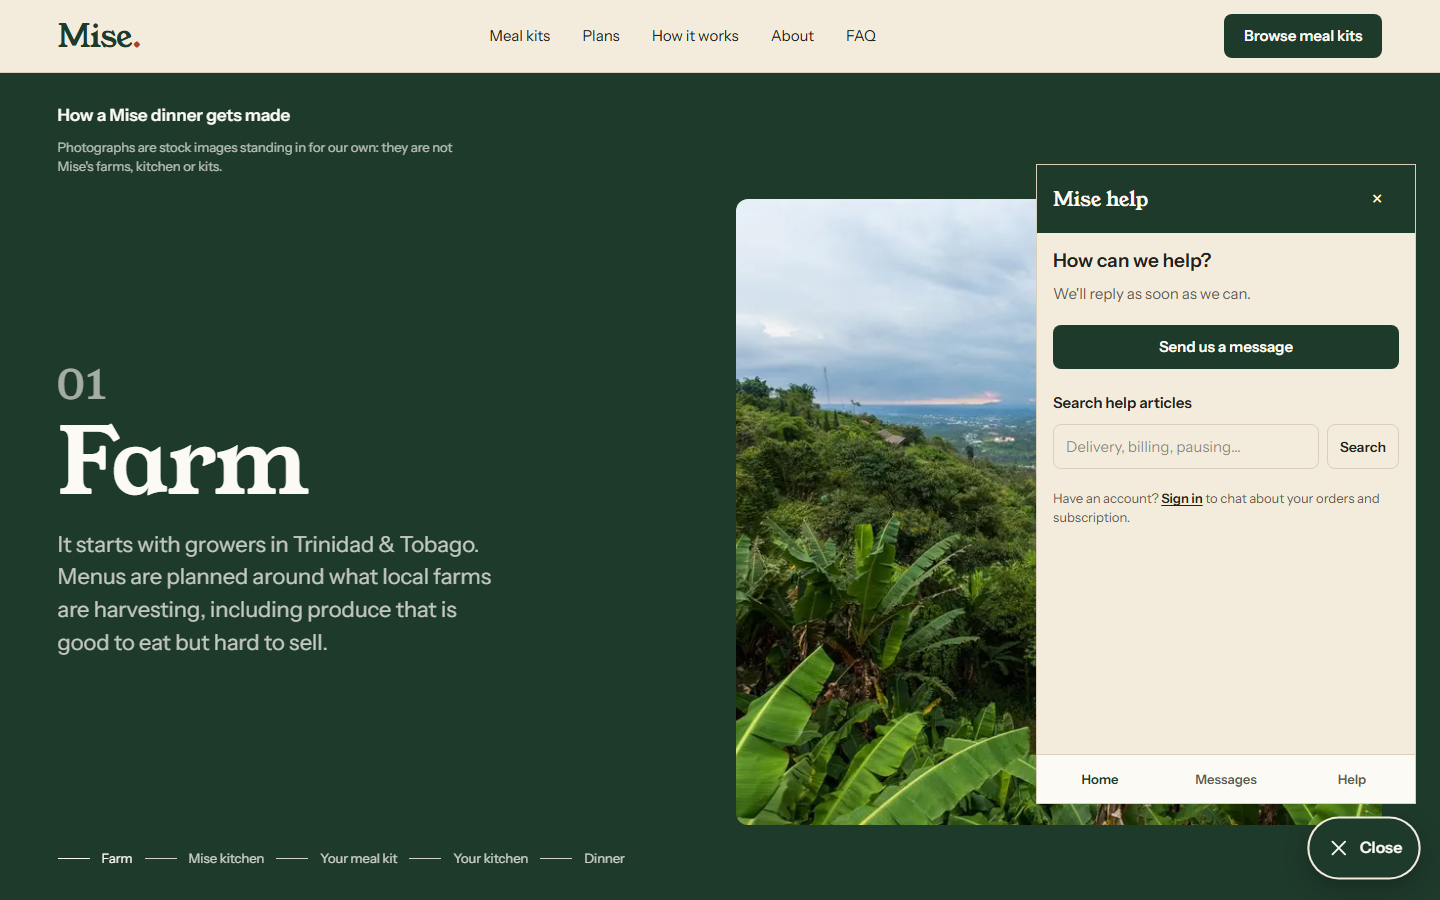 Mise.
Meal kits
Plans
How it works
About
FAQ
Browse meal kits
How a Mise dinner gets made
Photographs are stock images standing in for our own: they are not
Mise's farms, kitchen or kits.
01
Farm
It starts with growers in Trinidad & Tobago.
Menus are planned around what local farms
are harvesting, including produce that is
good to eat but hard to sell.
Farm
Mise kitchen
Your meal kit
Your kitchen
Dinner
Mise help
How can we help?
We'll reply as soon as we can.
Send us a message
Search help articles
Delivery, billing, pausing...
Search
Have an account? Sign in to chat about your orders and
subscription.
Home
Messages
Help
Close